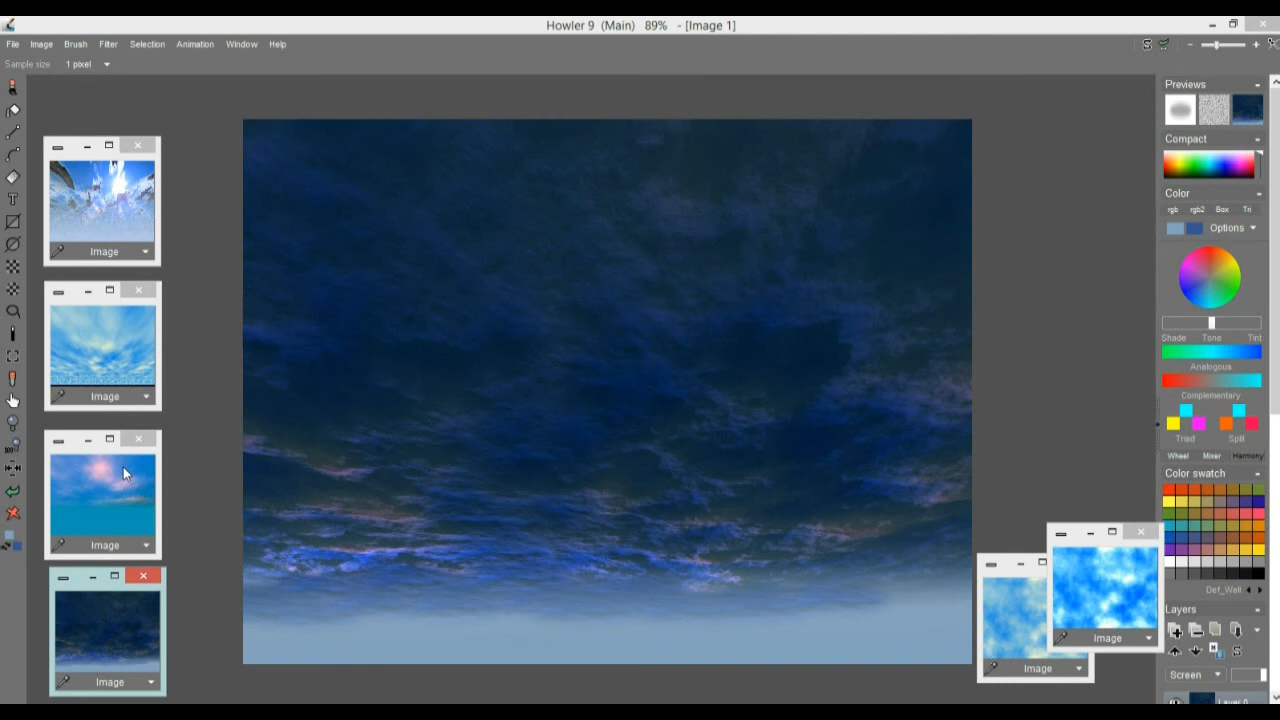 Howler 9 (Main) 89% - [Image 1]
File Image Brush Filter Selection Animation Window Help
Sample size 1 pixel
Previews
Compact
Color
rgb rgb2 Box Tri
Options
Shade Tone Tint
Analogous
Complementary
Triad Split
Wheel Mixer Harmony
Color swatch
Def_Well
Layers
Screen
Layer 0
Image
Image
Image
Image
Image
Image